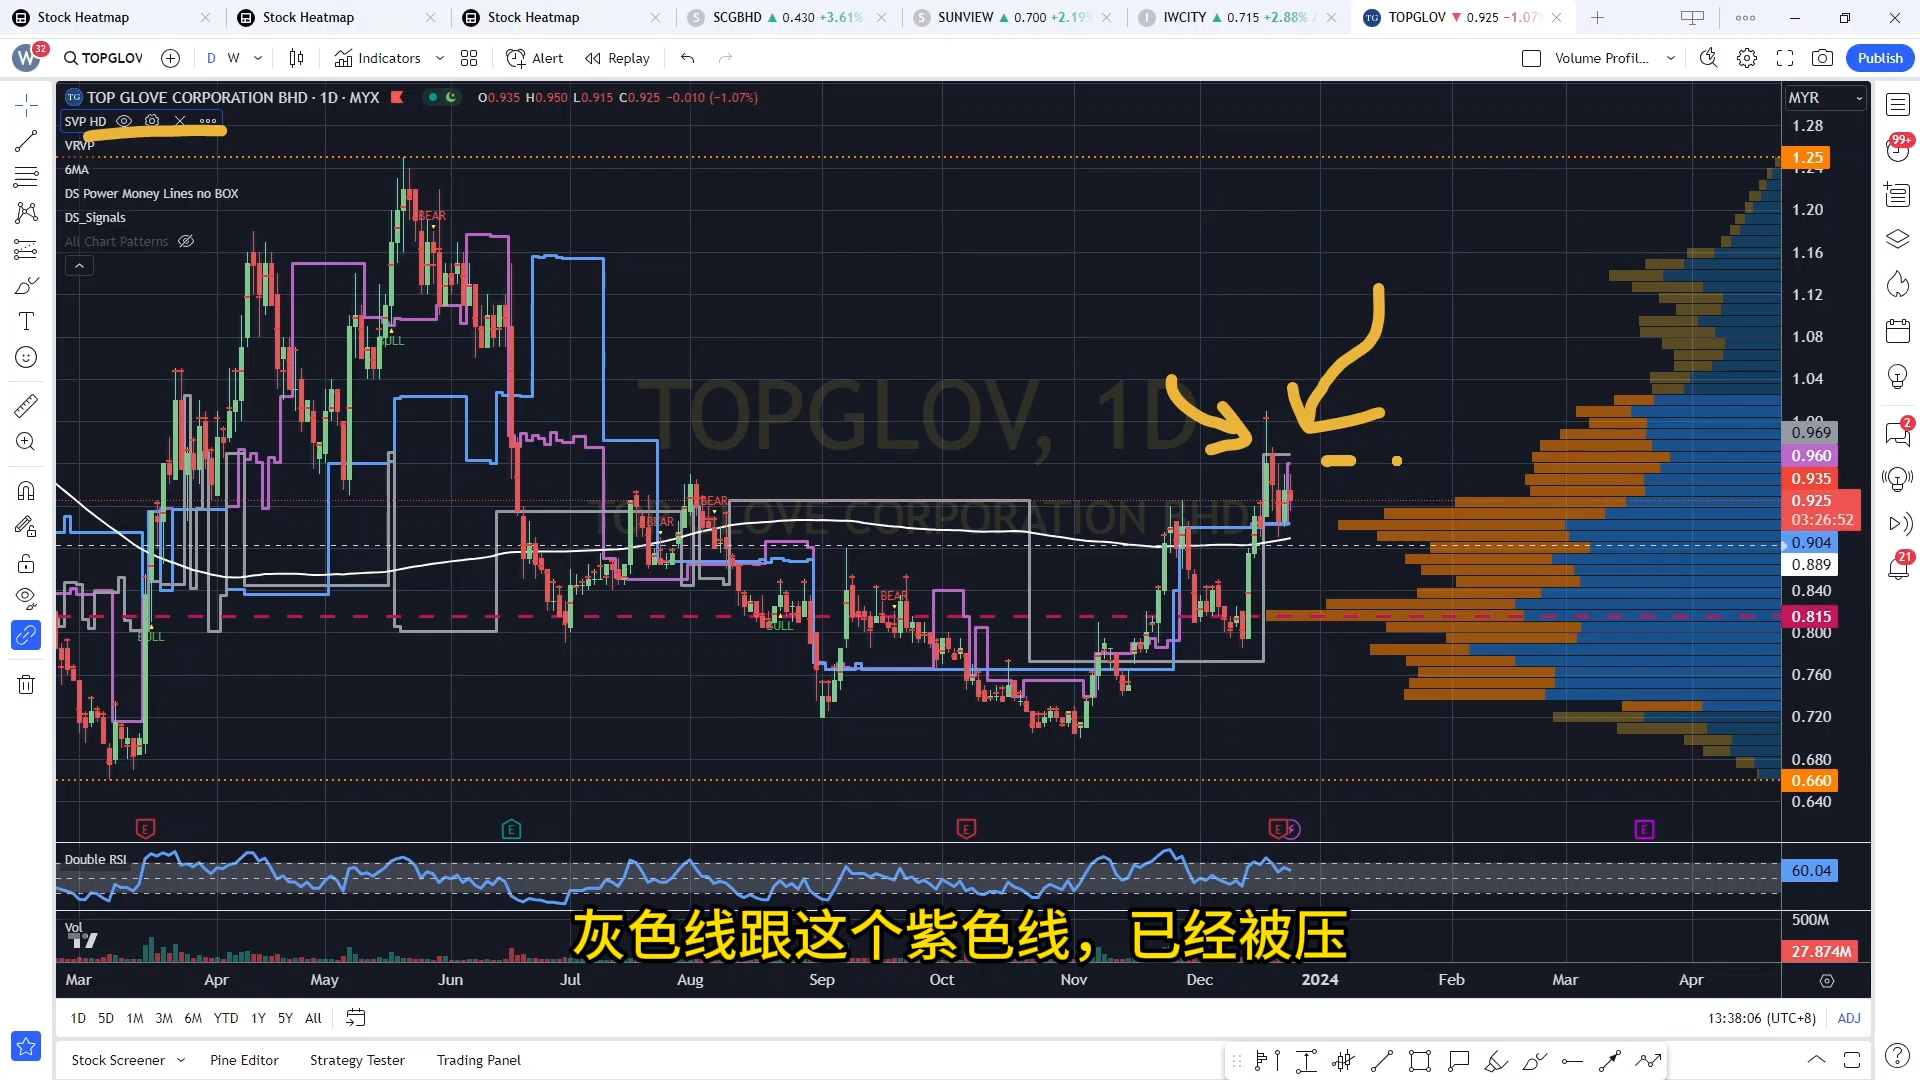 Stock Heatmap
Stock Heatmap
Stock Heatmap
SCGBHD ▲ 0.430 +3.61%
SUNVIEW ▲ 0.700 +2.19%
IWCITY ▲ 0.715 +2.88%
TOPGLOV ▼ 0.925 −1.07
W 32
TOPGLOV
D W
Indicators
Alert
Replay
Volume Profil...
Publish
TOP GLOVE CORPORATION BHD · 1D · MYX
O0.935 H0.950 L0.915 C0.925 −0.010 (−1.07%)
MYR
SVP HD
VRVP
6MA
DS Power Money Lines no BOX
DS_Signals
All Chart Patterns
1.28
1.25
1.20
1.16
1.12
1.08
1.04
0.969
0.960
0.935
0.925
03:26:52
0.904
0.889
0.840
0.815
0.800
0.760
0.720
0.680
0.660
0.640
TOPGLOV, 1D
TOP GLOVE CORPORATION BHD
BEAR
BULL
BEAR
BEAR
BEAR
BULL
BULL
E
E
E
E
E
Double RSI
60.04
Vol
500M
27.874M
灰色线跟这个紫色线，已经被压
Mar Apr May Jun Jul Aug Sep Oct Nov Dec 2024 Feb Mar Apr
1D 5D 1M 3M 6M YTD 1Y 5Y All
13:38:06 (UTC+8) ADJ
Stock Screener
Pine Editor
Strategy Tester
Trading Panel
99+
2
21